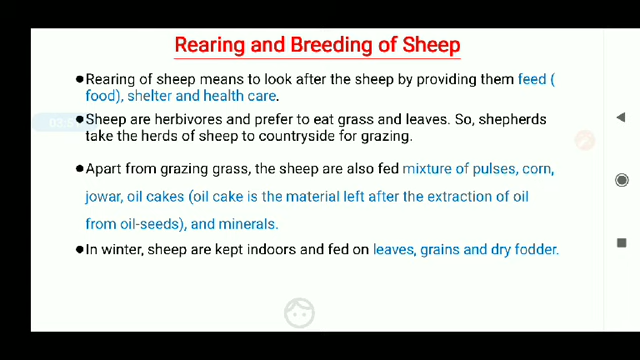 Rearing and Breeding of Sheep
●Rearing of sheep means to look after the sheep by providing them feed (
food), shelter and health care.
●Sheep are herbivores and prefer to eat grass and leaves. So, shepherds
take the herds of sheep to countryside for grazing.
●Apart from grazing grass, the sheep are also fed mixture of pulses, corn,
jowar, oil cakes (oil cake is the material left after the extraction of oil
from oil-seeds), and minerals.
●In winter, sheep are kept indoors and fed on leaves, grains and dry fodder.